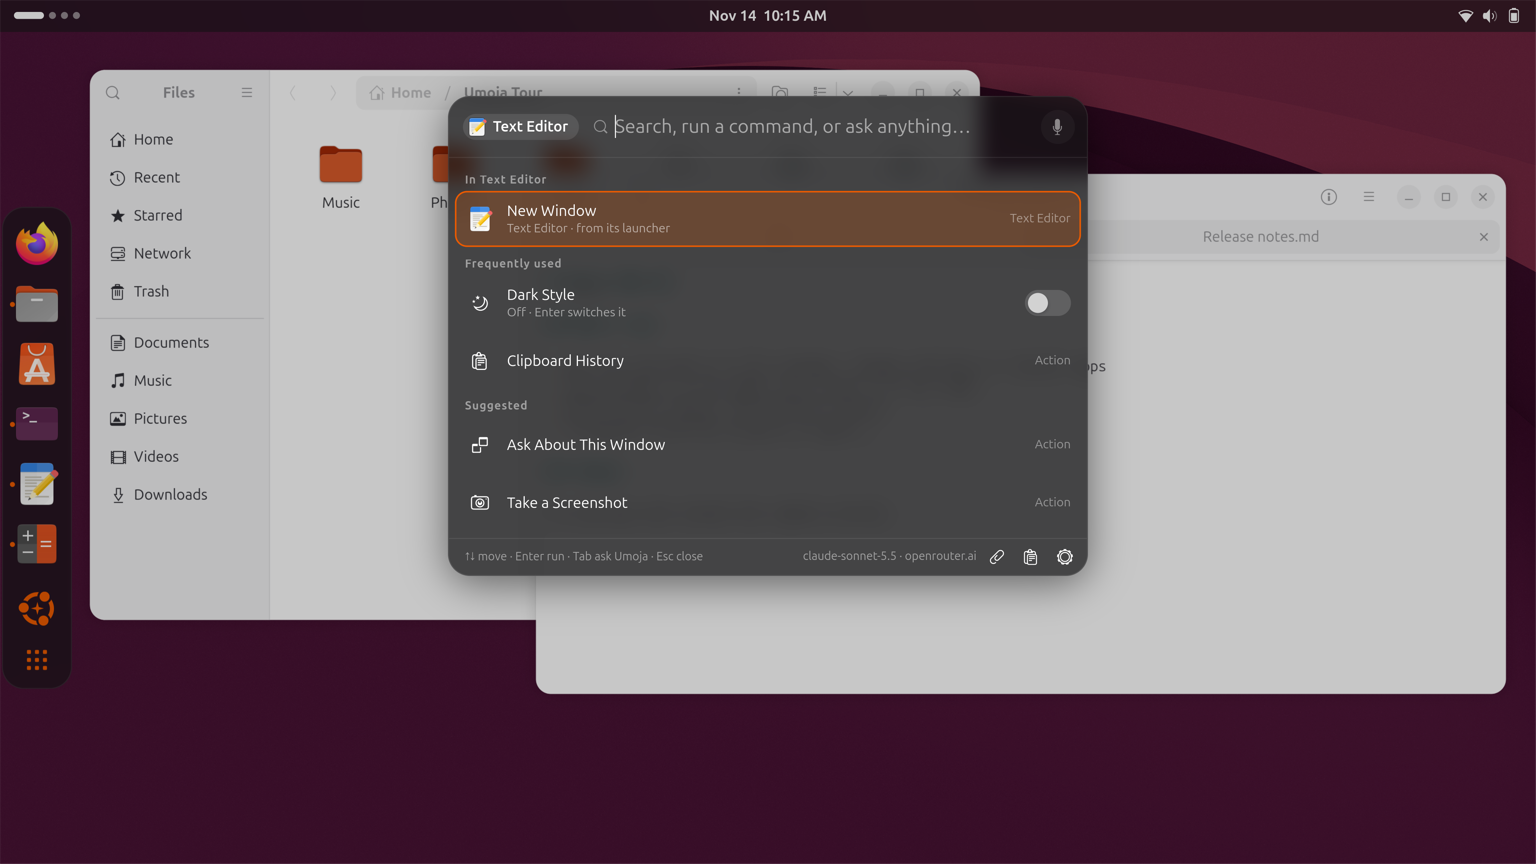 Nov 14 10:15 AM
Files
Home / Umoja Tour
Home
Recent
Starred
Network
Trash
Documents
Music
Pictures
Videos
Downloads
Music
Ph
Text Editor
Search, run a command, or ask anything…
In Text Editor
New Window
Text Editor · from its launcher
Text Editor
Frequently used
Dark Style
Off · Enter switches it
Clipboard History
Action
Suggested
Ask About This Window
Action
Take a Screenshot
Action
↑↓ move · Enter run · Tab ask Umoja · Esc close
claude-sonnet-5.5 · openrouter.ai
Release notes.md
ps